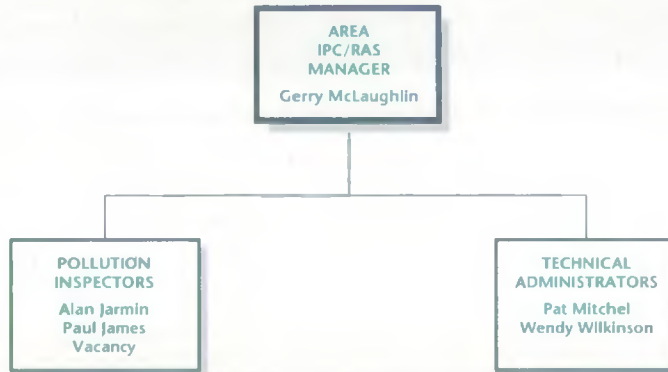 AREA
IPC/RAS
MANAGER
Gerry McLaughlin
POLLUTION
INSPECTORS
Alan Jarmin
Paul James
Vacancy
TECHNICAL
ADMINISTRATORS
Pat Mitchel
Wendy Wilkinson